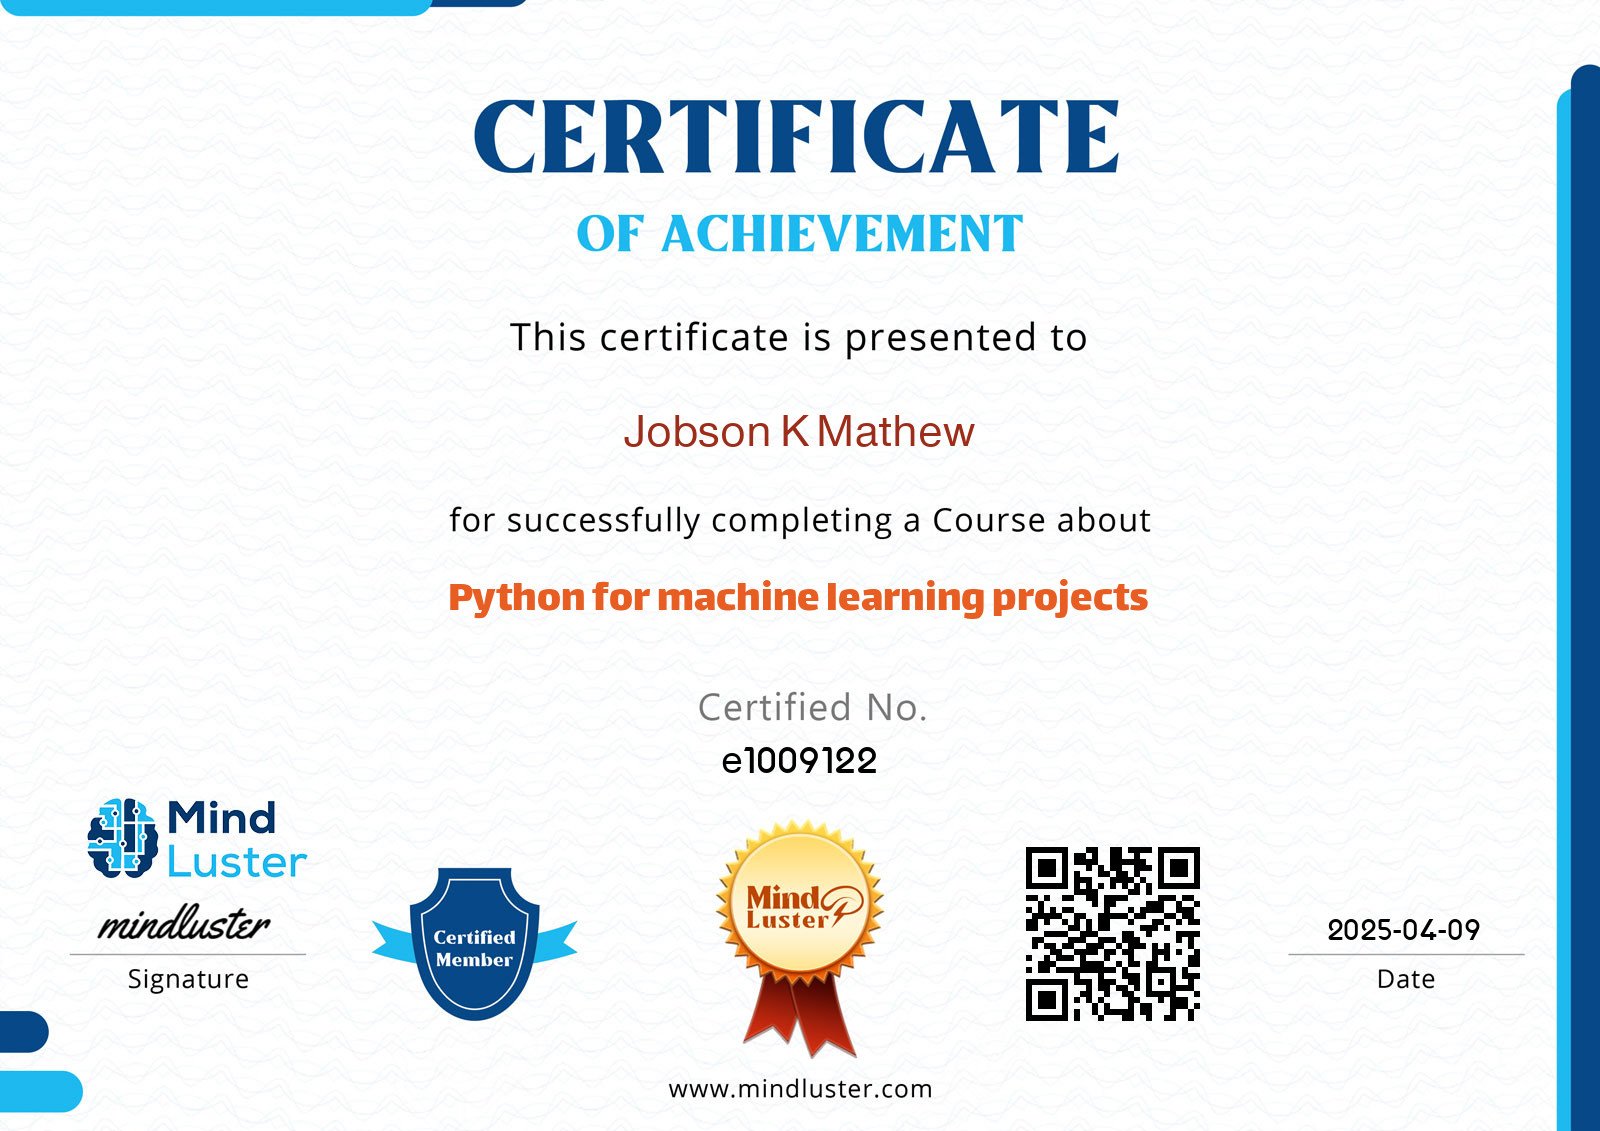 CERTIFICATE
OF ACHIEVEMENT
This certificate is presented to
Jobson K Mathew
for successfully completing a Course about
Python for machine learning projects
Certified No.
e1009122
Mind
Luster
mindluster
Signature
Certified
Member
Mind
Luster
2025-04-09
Date
www.mindluster.com